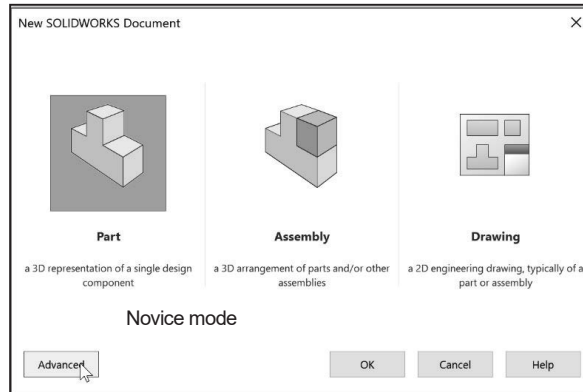 New SOLIDWORKS Document
Part
Assembly
Drawing
a 3D representation of a single design
component
a 3D arrangement of parts and/or other
assemblies
a 2D engineering drawing, typically of a
part or assembly
Novice mode
Advanced
OK
Cancel
Help